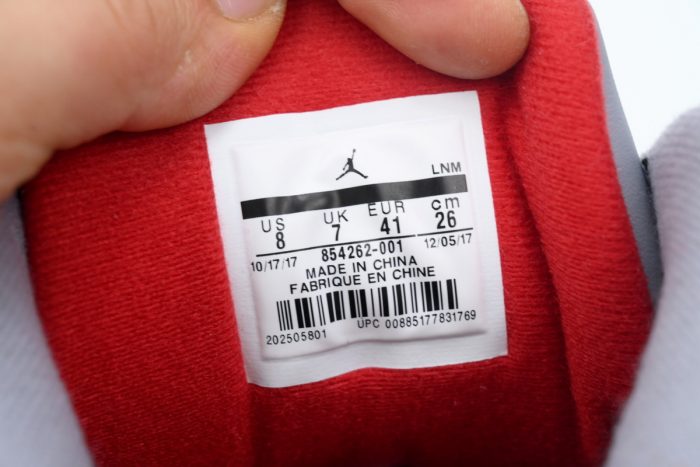 LNM
US UK EUR cm
8 7 41 26
10/17/17 854262-001 12/05/17
MADE IN CHINA
FABRIQUE EN CHINE
202505801 UPC 00885177831769